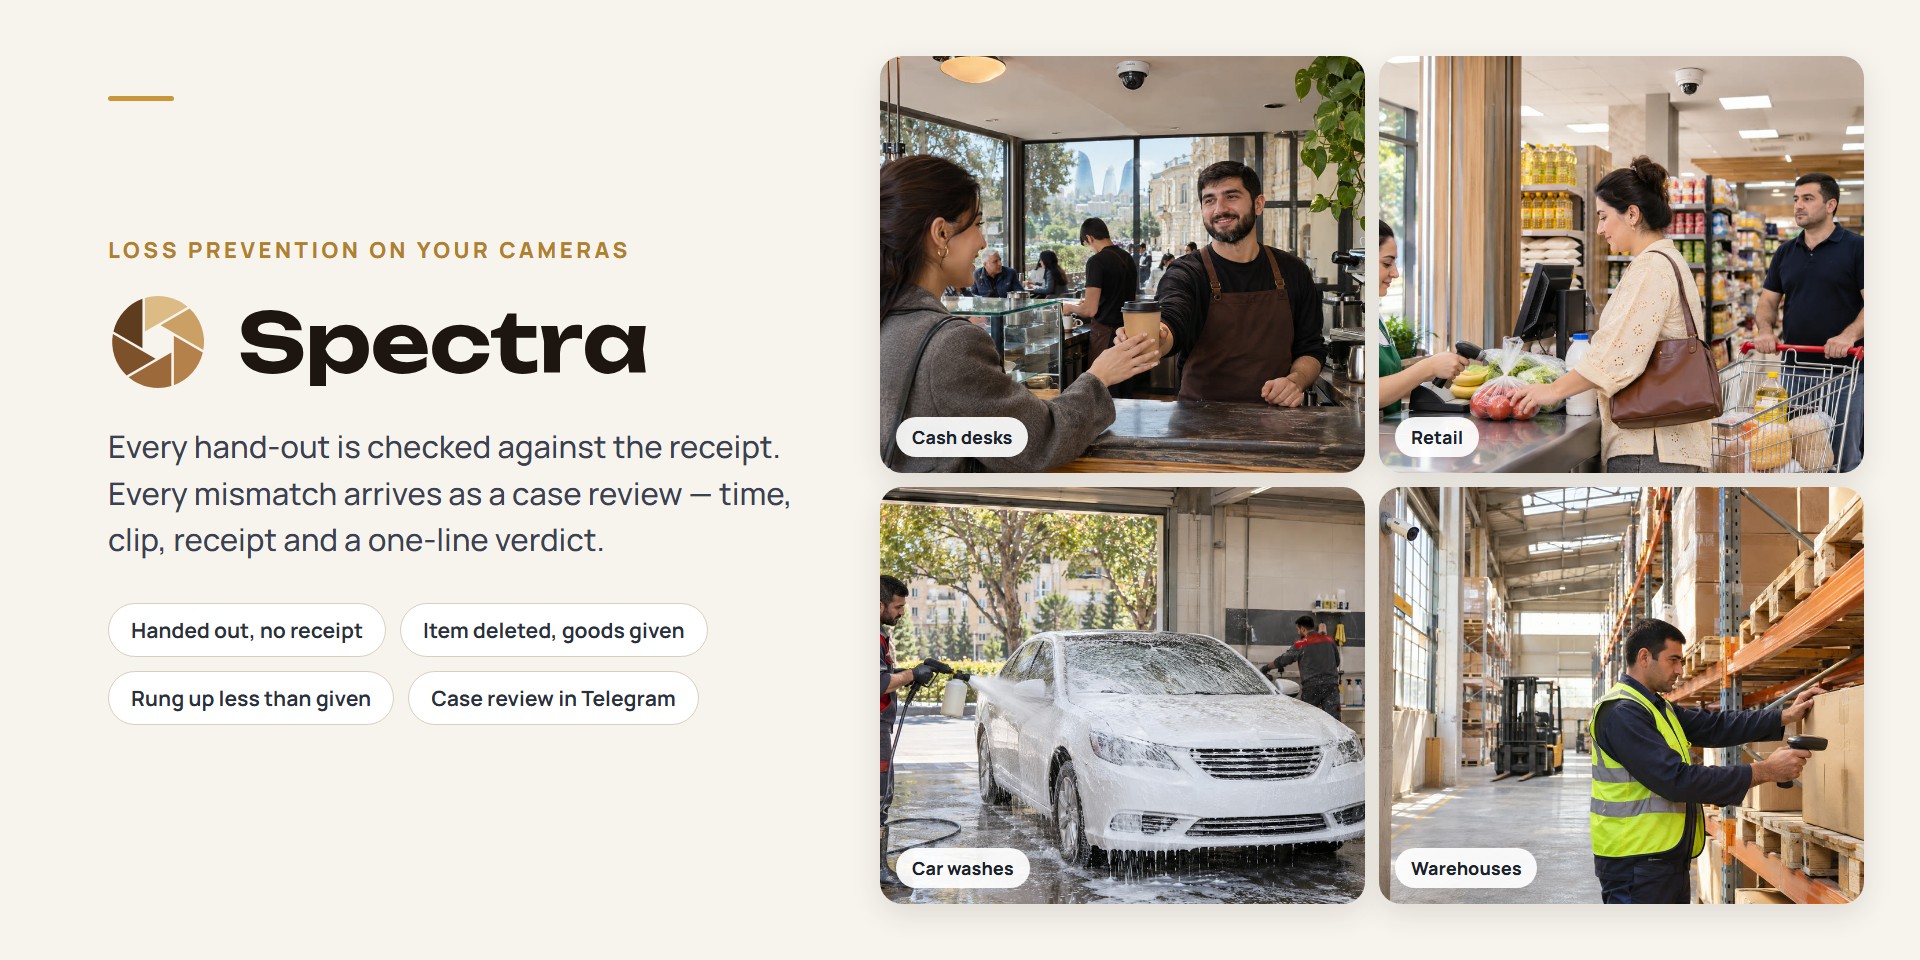 LOSS PREVENTION ON YOUR CAMERAS
Spectra
Every hand-out is checked against the receipt.
Every mismatch arrives as a case review — time,
clip, receipt and a one-line verdict.
Handed out, no receipt
Item deleted, goods given
Rung up less than given
Case review in Telegram
Cash desks
Retail
Car washes
Warehouses